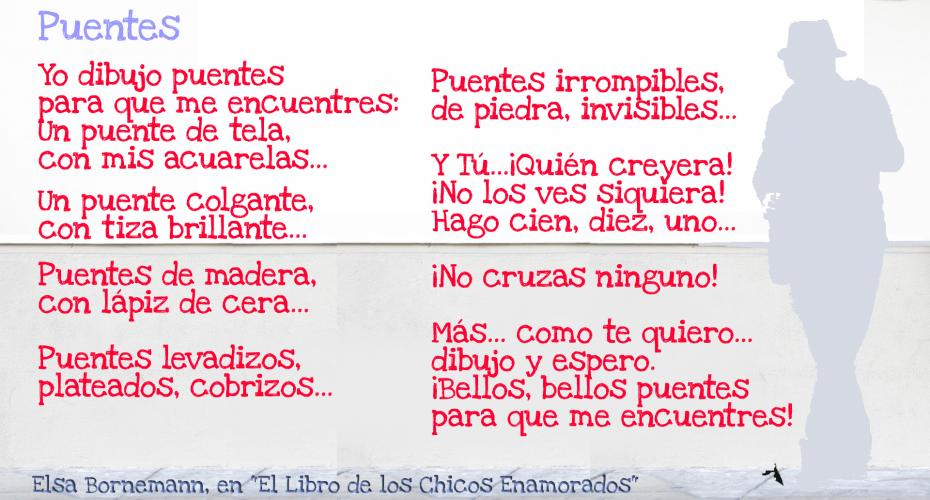 Puentes
Yo dibujo puentes
para que me encuentres:
Un puente de tela,
con mis acuarelas...
Un puente colgante,
con tiza brillante...
Puentes de madera,
con lápiz de cera...
Puentes levadizos,
plateados, cobrizos...
Puentes irrompibles,
de piedra, invisibles...
Y Tú...¡Quién creyera!
¡No los ves siquiera!
Hago cien, diez, uno...
¡No cruzas ninguno!
Más... como te quiero...
dibujo y espero.
¡Bellos, bellos puentes
para que me encuentres!
Elsa Bornemann, en "El Libro de los Chicos Enamorados"